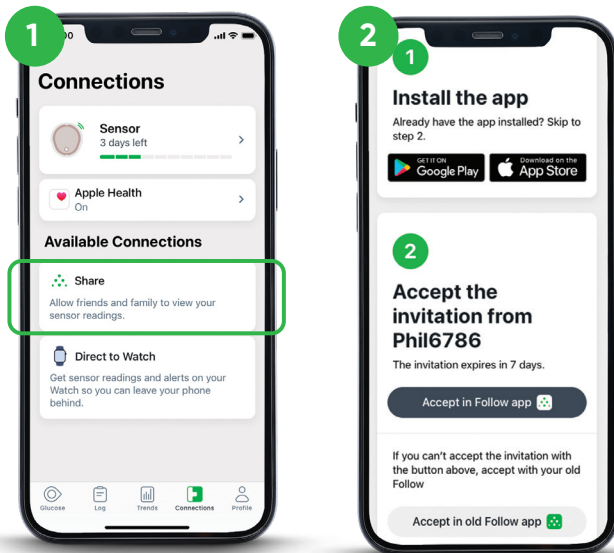 1
00
Connections
Sensor
3 days left
Apple Health
On
Available Connections
Share
Allow friends and family to view your
sensor readings.
Direct to Watch
Get sensor readings and alerts on your
Watch so you can leave your phone
behind.
Glucose
Log
Trends
Connections
Profile
2
1
Install the app
Already have the app installed? Skip to
step 2.
GET IT ON
Google Play
Download on the
App Store
2
Accept the
invitation from
Phil6786
The invitation expires in 7 days.
Accept in Follow app
If you can't accept the invitation with
the button above, accept with your old
Follow
Accept in old Follow app